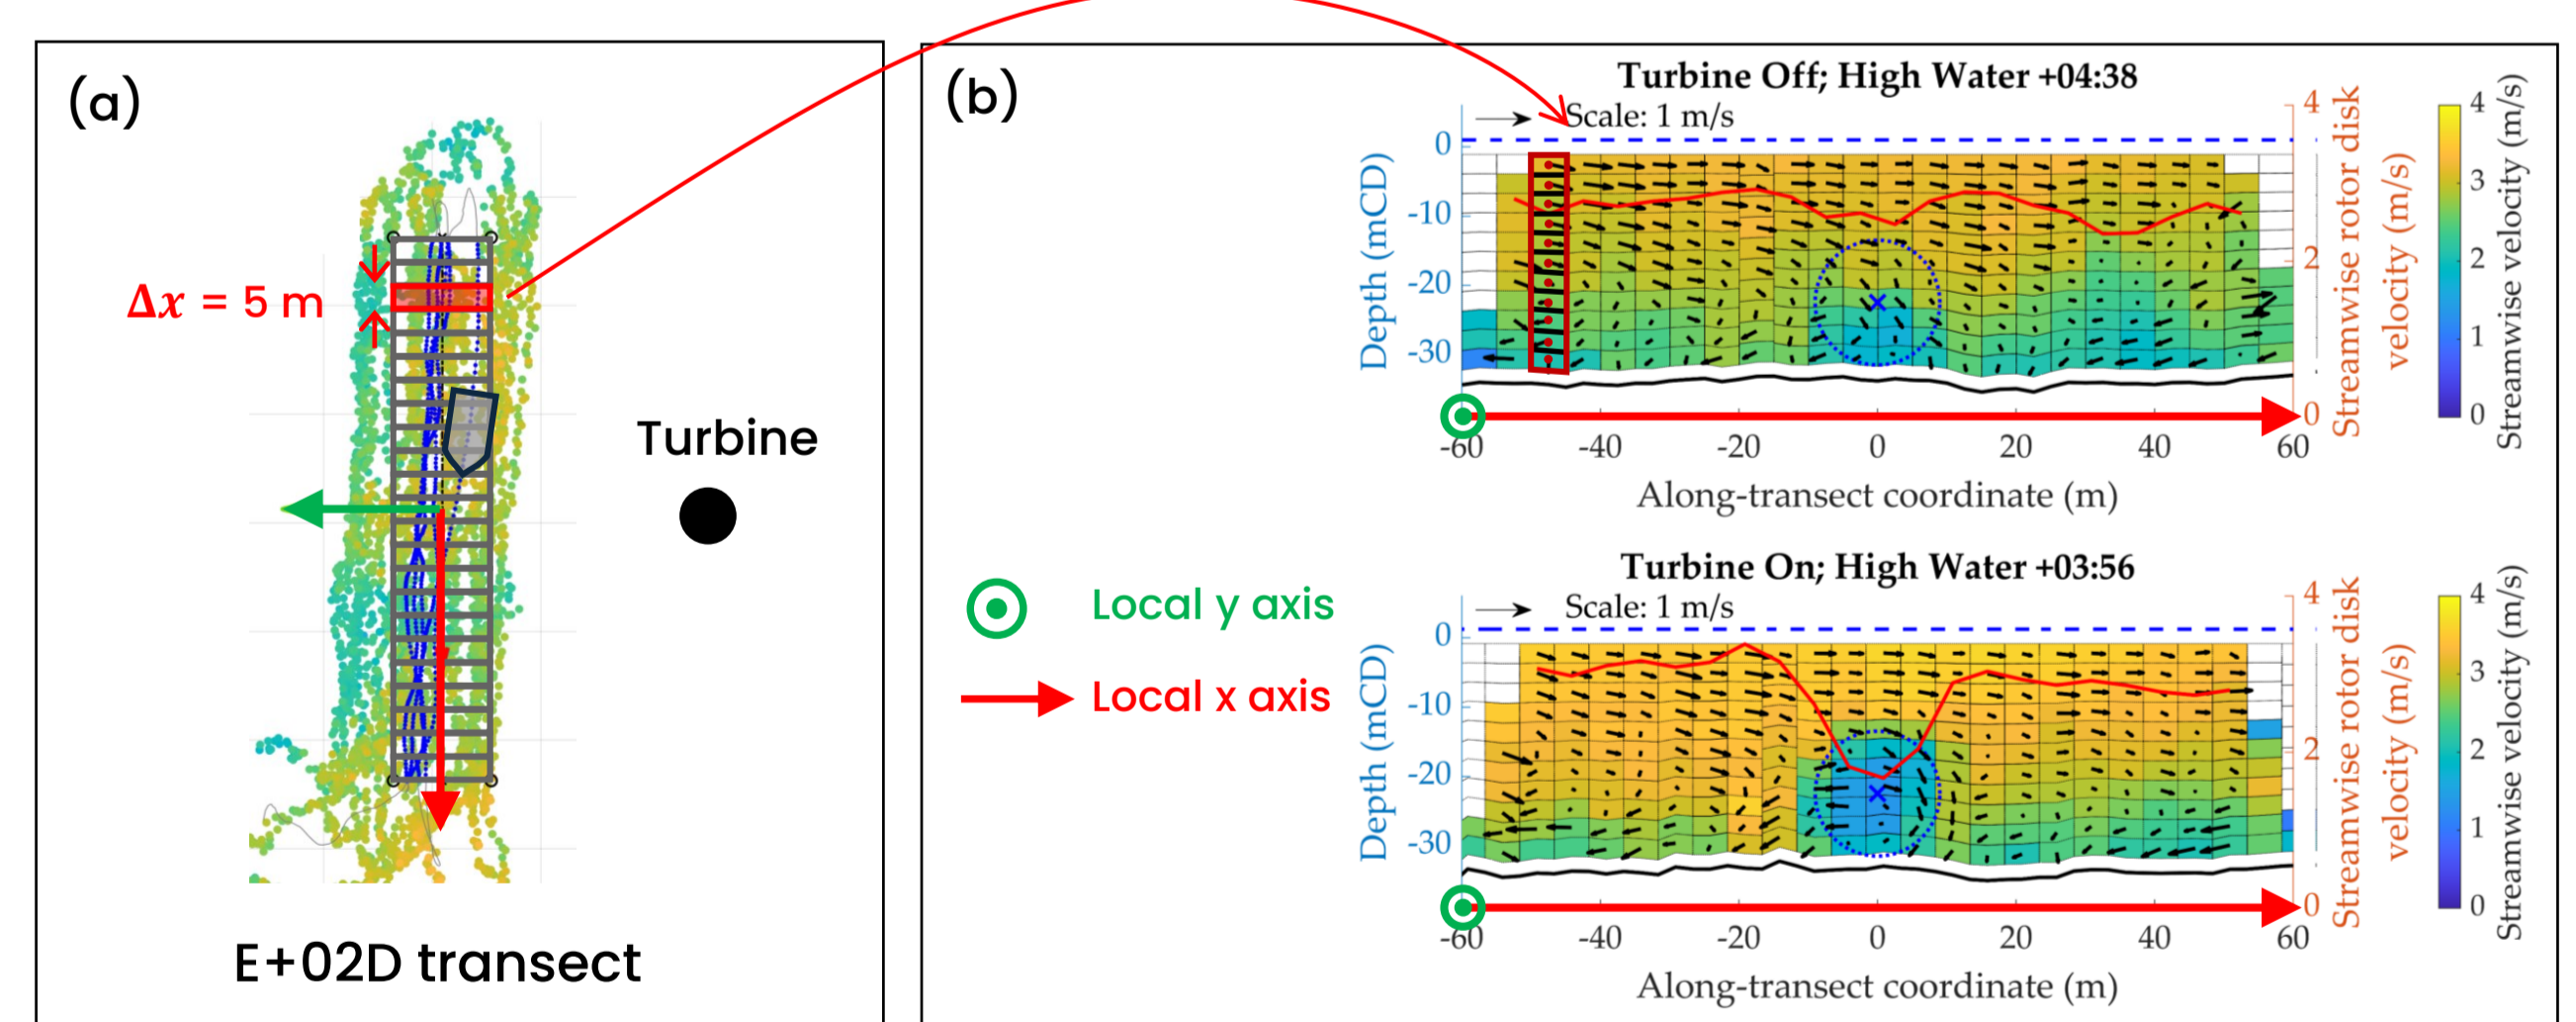 (a)
Δx = 5 m
Turbine
E+02D transect
(b)
Local y axis
Local x axis
Turbine Off; High Water +04:38
Scale: 1 m/s
Depth (mCD)
0
-10
-20
-30
-60 -40 -20 0 20 40 60
Along-transect coordinate (m)
4
2
0
Streamwise rotor disk
velocity (m/s)
4
3
2
1
0
Streamwise velocity (m/s)
Turbine On; High Water +03:56
Scale: 1 m/s
Depth (mCD)
0
-10
-20
-30
-60 -40 -20 0 20 40 60
Along-transect coordinate (m)
4
2
0
Streamwise rotor disk
velocity (m/s)
4
3
2
1
0
Streamwise velocity (m/s)